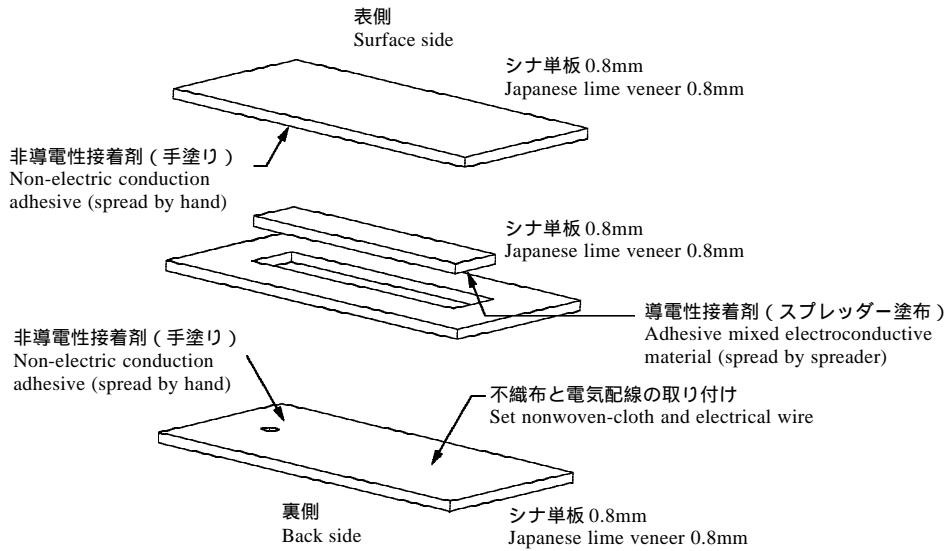 表側
Surface side
シナ単板 0.8mm
Japanese lime veneer 0.8mm
非導電性接着剤（手塗り）
Non-electric conduction
adhesive (spread by hand)
シナ単板 0.8mm
Japanese lime veneer 0.8mm
導電性接着剤（スプレッダー塗布）
Adhesive mixed electroconductive
material (spread by spreader)
非導電性接着剤（手塗り）
Non-electric conduction
adhesive (spread by hand)
不織布と電気配線の取り付け
Set nonwoven-cloth and electrical wire
裏側
Back side
シナ単板 0.8mm
Japanese lime veneer 0.8mm